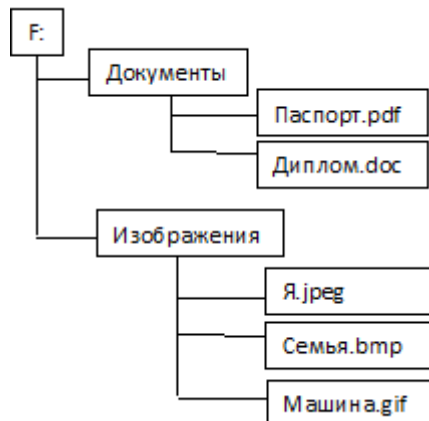 F:
Документы
Паспорт.pdf
Диплом.doc
Изображения
Я.jpeg
Семья.bmp
Машина.gif